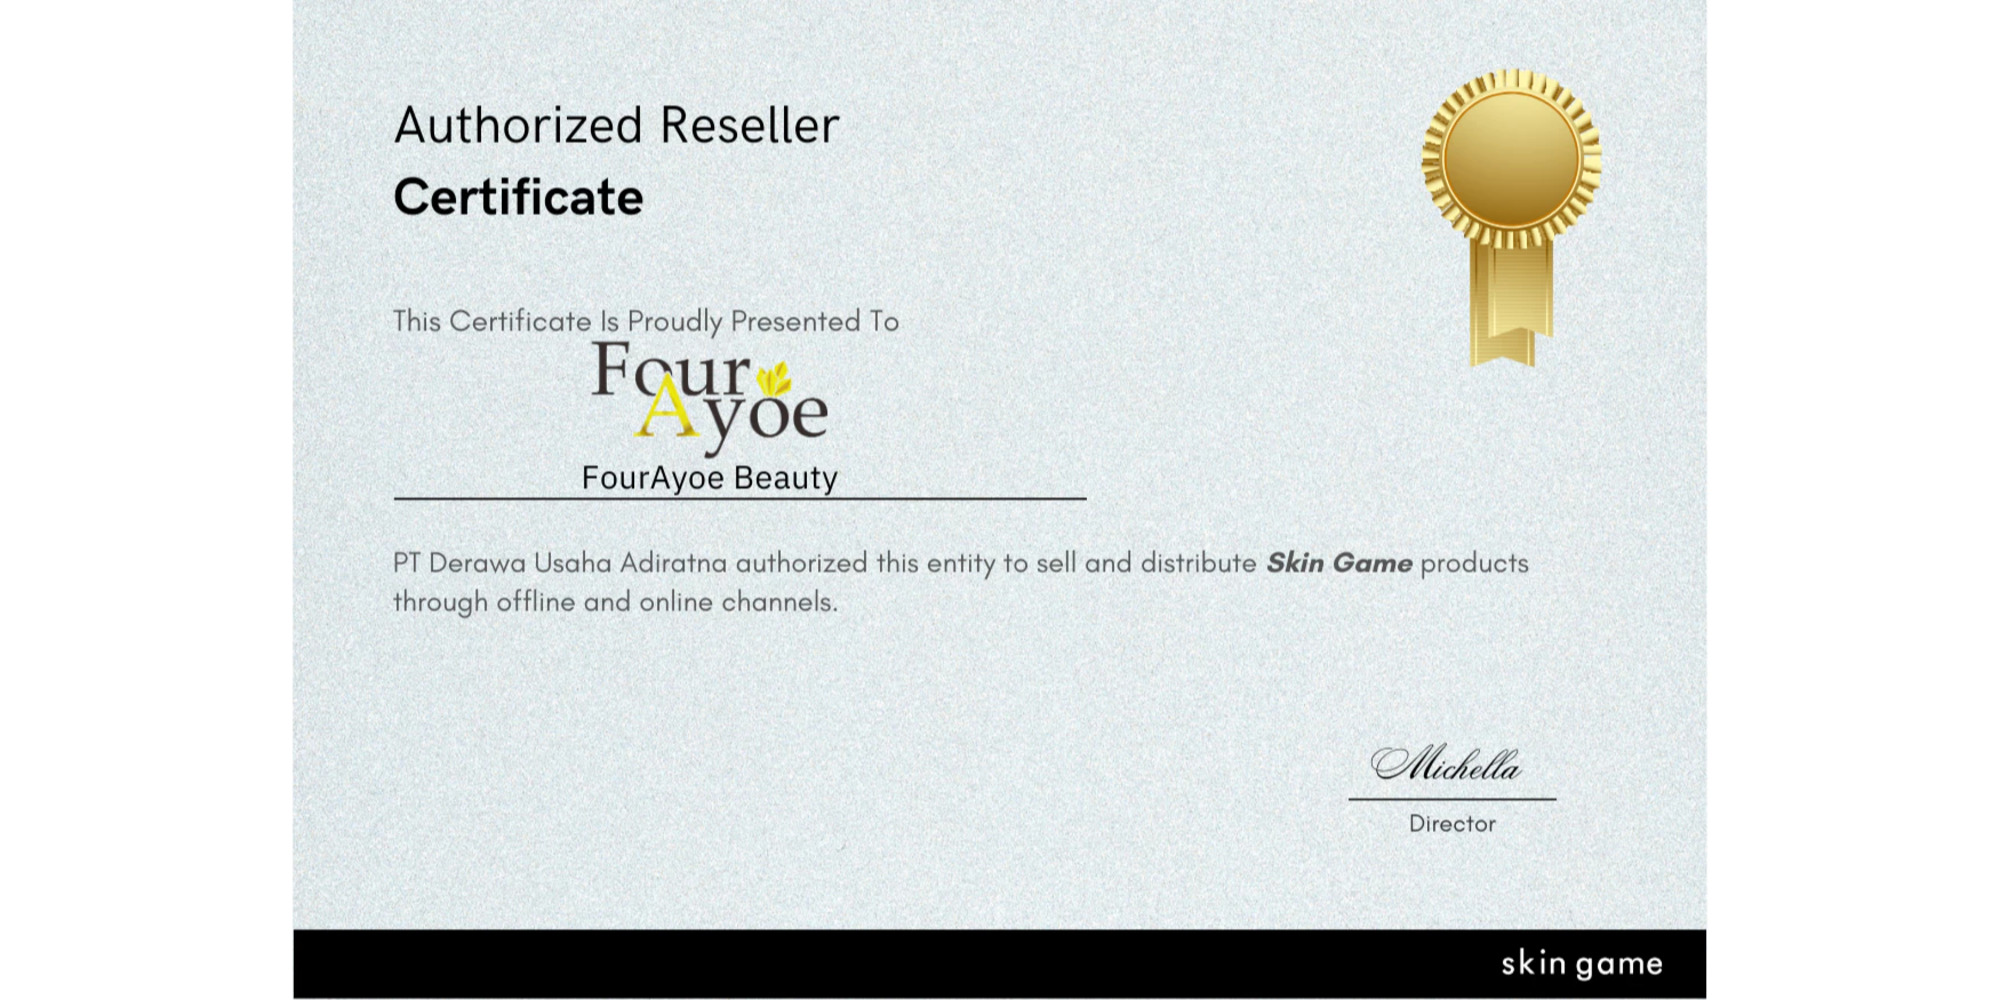 Authorized Reseller
Certificate
This Certificate Is Proudly Presented To
Four
Ayoe
FourAyoe Beauty
PT Derawa Usaha Adiratna authorized this entity to sell and distribute Skin Game products
through offline and online channels.
Michella
Director
skin game